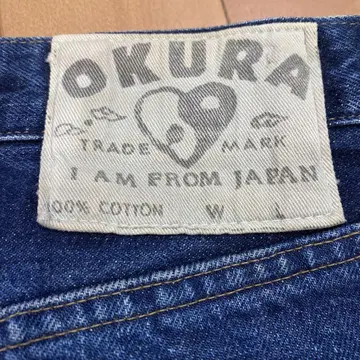 OKURA
TRADE MARK
I AM FROM JAPAN
100% COTTON W L